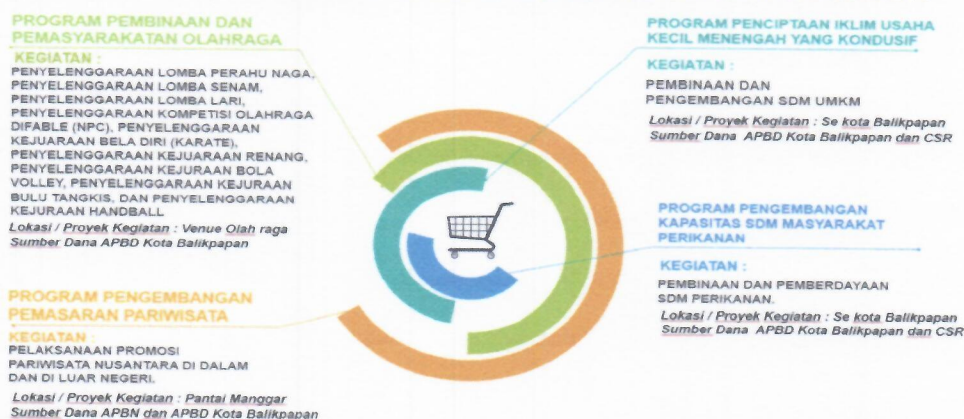 PROGRAM PEMBINAAN DAN
PEMASYARAKATAN OLAHRAGA
KEGIATAN :
PENYELENGGARAAN LOMBA PERAHU NAGA,
PENYELENGGARAAN LOMBA SENAM,
PENYELENGGARAAN LOMBA LARI,
PENYELENGGARAAN KOMPETISI OLAHRAGA
DIFABLE (NPC), PENYELENGGARAAN
KEJUARAAN BELA DIRI (KARATE),
PENYELENGGARAAN KEJUARAAN RENANG,
PENYELENGGARAAN KEJURAAN BOLA
VOLLEY, PENYELENGGARAAN KEJURAAN
BULU TANGKIS, DAN PENYELENGGARAAN
KEJURAAN HANDBALL
Lokasi / Proyek Kegiatan : Venue Olah raga
Sumber Dana APBD Kota Balikpapan
PROGRAM PENGEMBANGAN
PEMASARAN PARIWISATA
KEGIATAN :
PELAKSANAAN PROMOSI
PARIWISATA NUSANTARA DI DALAM
DAN DI LUAR NEGERI.
Lokasi / Proyek Kegiatan : Pantai Manggar
Sumber Dana APBN dan APBD Kota Balikpapan
PROGRAM PENCIPTAAN IKLIM USAHA
KECIL MENENGAH YANG KONDUSIF
KEGIATAN :
PEMBINAAN DAN
PENGEMBANGAN SDM UMKM
Lokasi / Proyek Kegiatan : Se kota Balikpapan
Sumber Dana APBD Kota Balikpapan dan CSR
PROGRAM PENGEMBANGAN
KAPASITAS SDM MASYARAKAT
PERIKANAN
KEGIATAN :
PEMBINAAN DAN PEMBERDAYAAN
SDM PERIKANAN.
Lokasi / Proyek Kegiatan : Se kota Balikpapan
Sumber Dana APBD Kota Balikpapan dan CSR